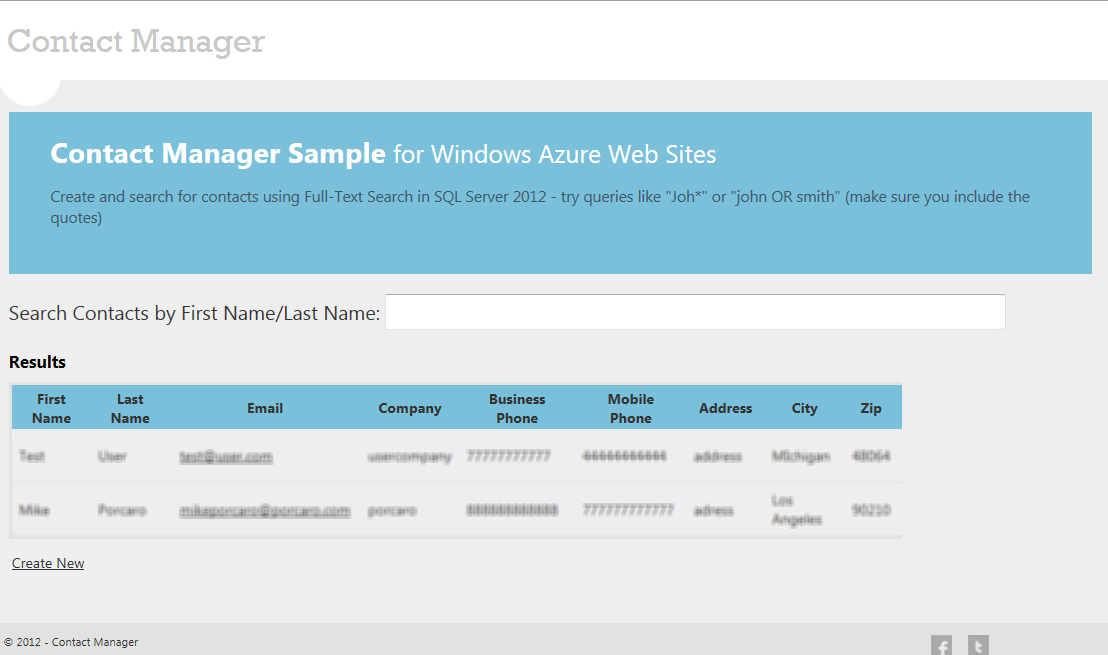 Contact Manager
Contact Manager Sample for Windows Azure Web Sites
Create and search for contacts using Full-Text Search in SQL Server 2012 - try queries like "Joh*" or "john OR smith" (make sure you include the
quotes)
Search Contacts by First Name/Last Name:
Results
First Name Last Name Email Company Business Phone Mobile Phone Address City Zip
Test User test@user.com usercompany address Michigan 48064
Mike Porcaro mikeporcaro@porcaro.com porcaro adress Los Angeles 90210
Create New
© 2012 - Contact Manager
f t